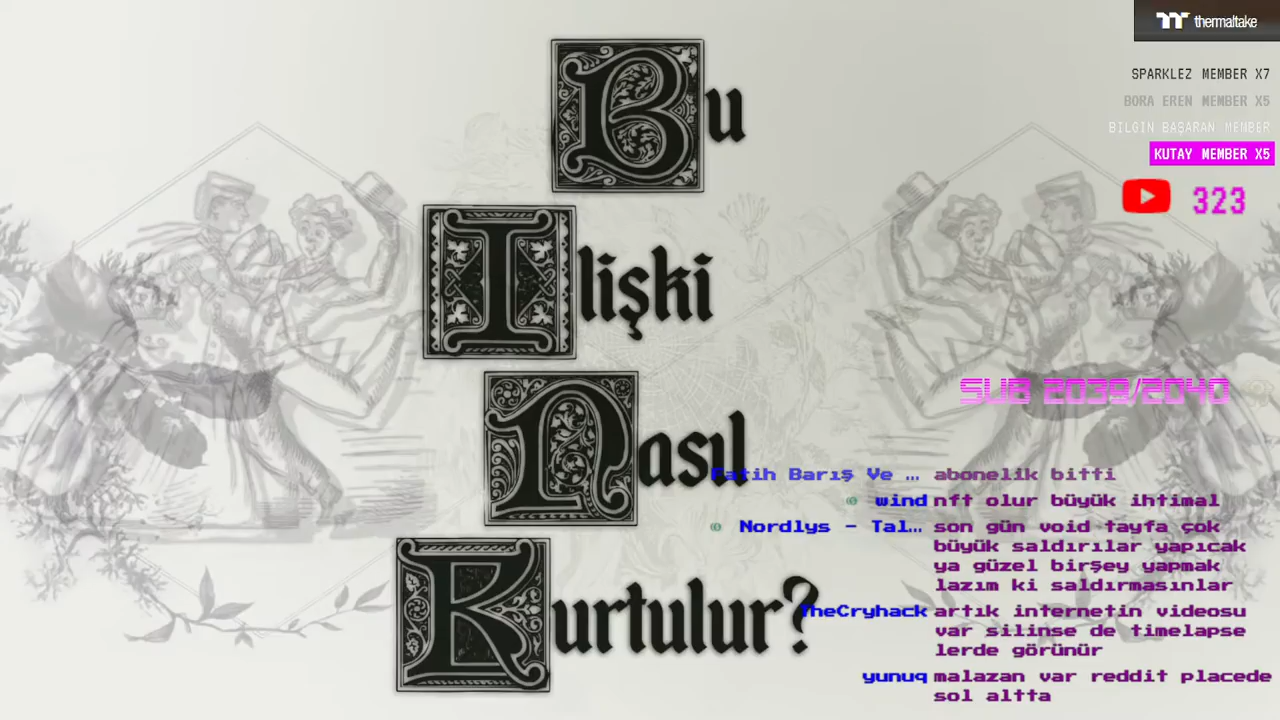 thermaltake
SPARKLEZ MEMBER X7
BORA EREN MEMBER X5
BILGIN BAŞARAN MEMBER
KUTAY MEMBER X5
323
Bu
Ilişki
Nasıl
Kurtulur?
SUB 2039/2040
Fatih Barış Ve ... abonelik bitti
wind nft olur büyük ihtimal
Nordlys - Tal... son gün void tayfa çok
büyük saldırılar yapıcak
ya güzel birşey yapmak
lazım ki saldırmasınlar
TheCryhack artık internetin videosu
var silinse de timelapse
lerde görünür
yunuq malazan var reddit placede
sol altta